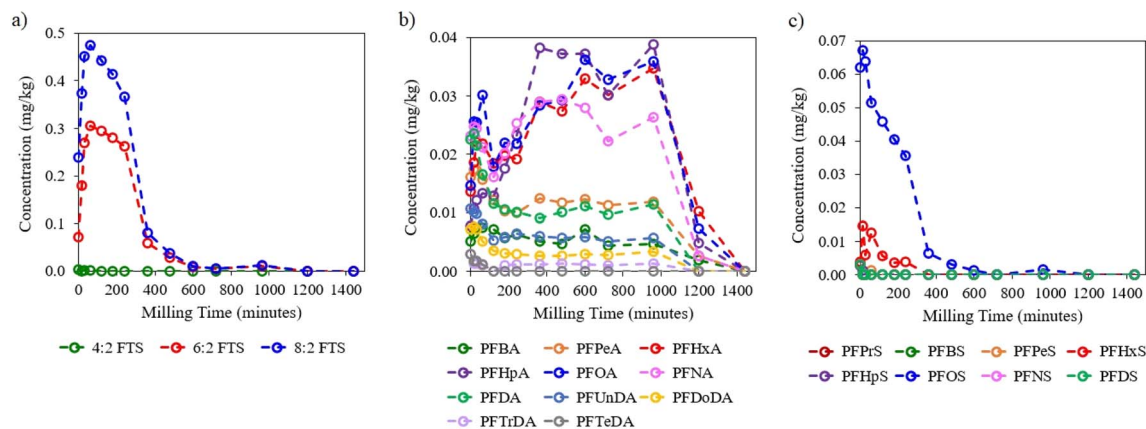 a)
0.5
0.4
0.3
0.2
0.1
0.0
Concentration (mg/kg)
0 200 400 600 800 1000 1200 1400
Milling Time (minutes)
4:2 FTS 6:2 FTS 8:2 FTS
b)
0.04
0.03
0.02
0.01
0.00
Concentration (mg/kg)
0 200 400 600 800 1000 1200 1400
Milling Time (minutes)
PFBA PFPeA PFHxA
PFHpA PFOA PFNA
PFDA PFUnDA PFDoDA
PFTrDA PFTeDA
c)
0.07
0.06
0.05
0.04
0.03
0.02
0.01
0.00
Concentration (mg/kg)
0 200 400 600 800 1000 1200 1400
Milling Time (minutes)
PFPrS PFBS PFPeS PFHxS
PFHpS PFOS PFNS PFDS